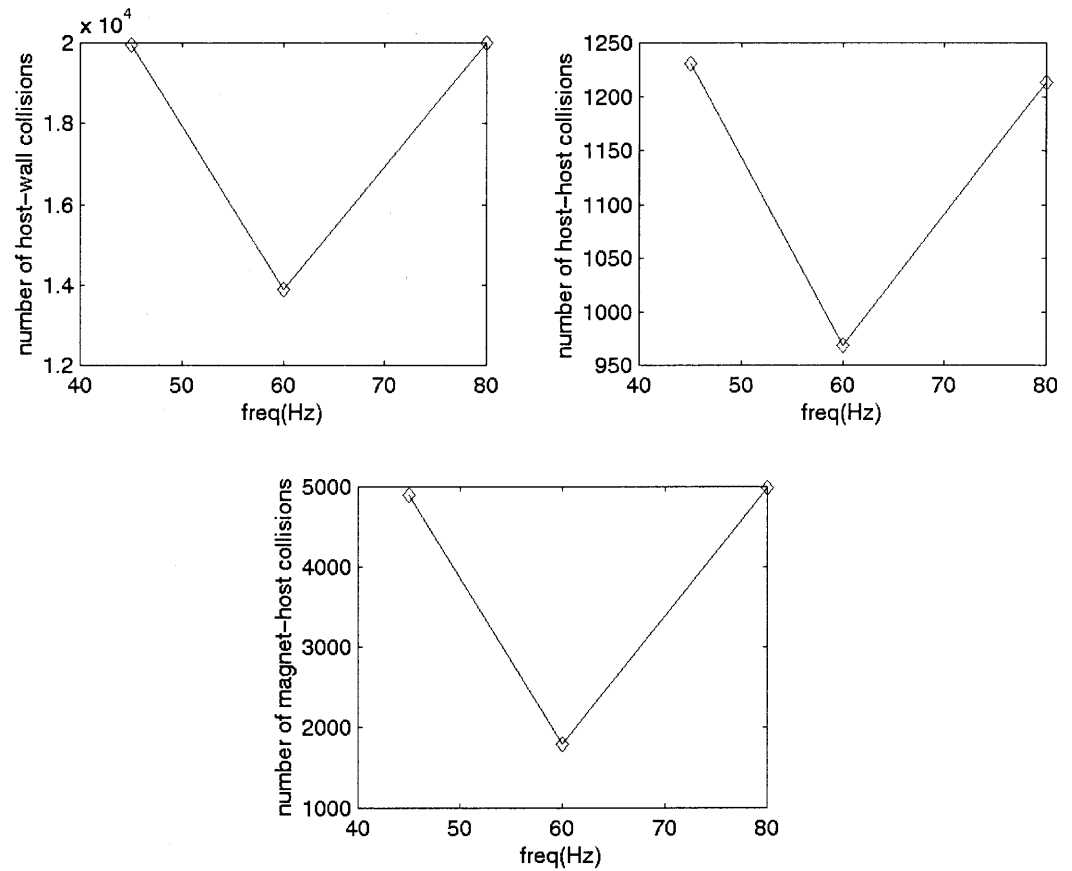 x 10^4
2
1.8
1.6
1.4
1.2
40 50 60 70 80
freq(Hz)
number of host-wall collisions
1250
1200
1150
1100
1050
1000
950
40 50 60 70 80
freq(Hz)
number of host-host collisions
5000
4000
3000
2000
1000
40 50 60 70 80
freq(Hz)
number of magnet-host collisions